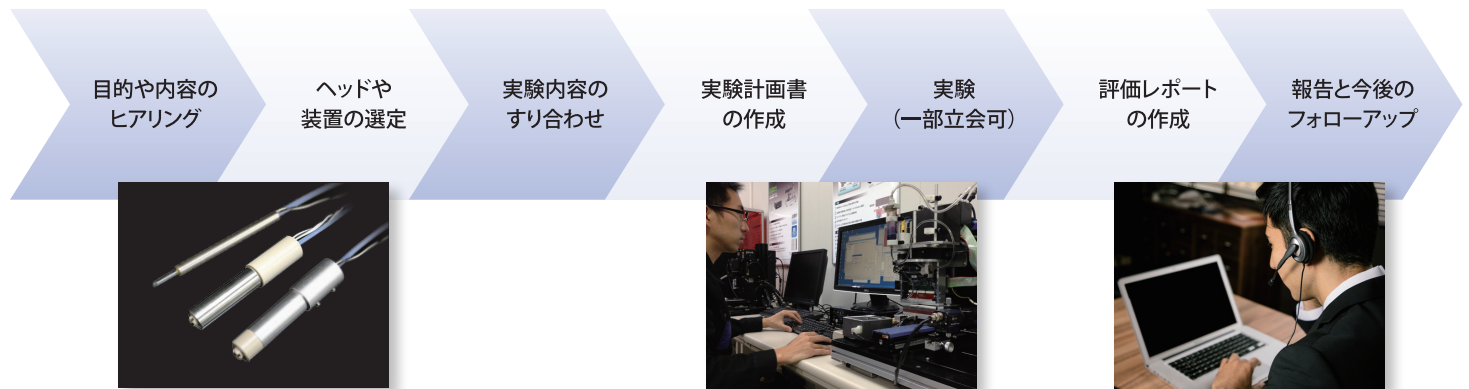 目的や内容の
ヒアリング
ヘッドや
装置の選定
実験内容の
すり合わせ
実験計画書
の作成
実験
（一部立会可）
評価レポート
の作成
報告と今後の
フォローアップ